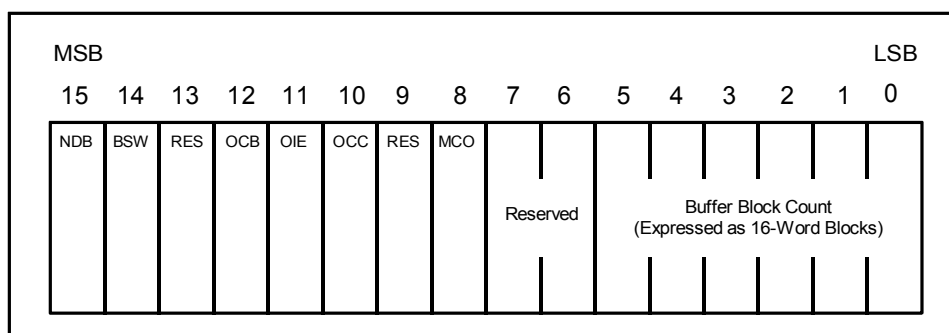 MSB LSB
15 14 13 12 11 10 9 8 7 6 5 4 3 2 1 0
NDB BSW RES OCB OIE OCC RES MCO
Reserved
Buffer Block Count
(Expressed as 16-Word Blocks)